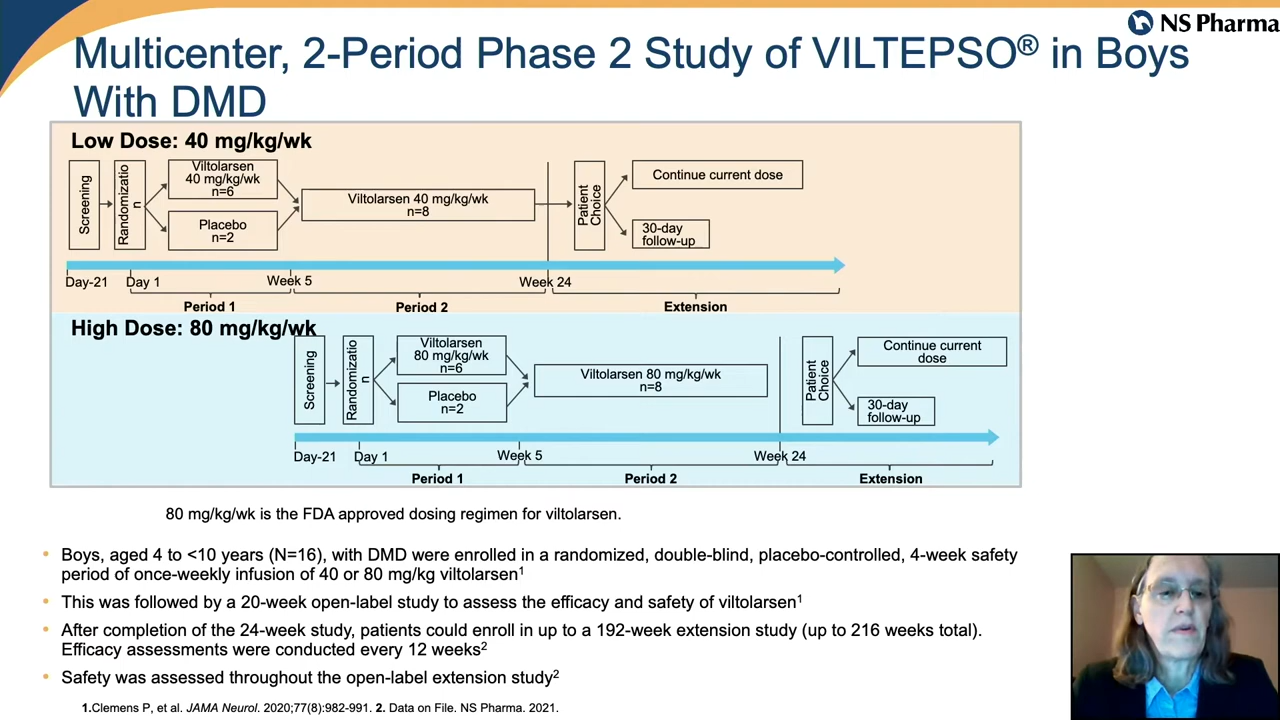 NS Pharma
Multicenter, 2-Period Phase 2 Study of VILTEPSO® in Boys
With DMD
Low Dose: 40 mg/kg/wk
Screening
Randomizatio
n
Viltolarsen
40 mg/kg/wk
n=6
Placebo
n=2
Viltolarsen 40 mg/kg/wk
n=8
Patient
Choice
Continue current dose
30-day
follow-up
Day-21
Day 1
Week 5
Week 24
Period 1
Period 2
Extension
High Dose: 80 mg/kg/wk
Screening
Randomizatio
n
Viltolarsen
80 mg/kg/wk
n=6
Placebo
n=2
Viltolarsen 80 mg/kg/wk
n=8
Patient
Choice
Continue current
dose
30-day
follow-up
Day-21
Day 1
Week 5
Week 24
Period 1
Period 2
Extension
80 mg/kg/wk is the FDA approved dosing regimen for viltolarsen.
• Boys, aged 4 to <10 years (N=16), with DMD were enrolled in a randomized, double-blind, placebo-controlled, 4-week safety
period of once-weekly infusion of 40 or 80 mg/kg viltolarsen¹
• This was followed by a 20-week open-label study to assess the efficacy and safety of viltolarsen¹
• After completion of the 24-week study, patients could enroll in up to a 192-week extension study (up to 216 weeks total).
Efficacy assessments were conducted every 12 weeks²
• Safety was assessed throughout the open-label extension study²
1.Clemens P, et al. JAMA Neurol. 2020;77(8):982-991. 2. Data on File. NS Pharma. 2021.